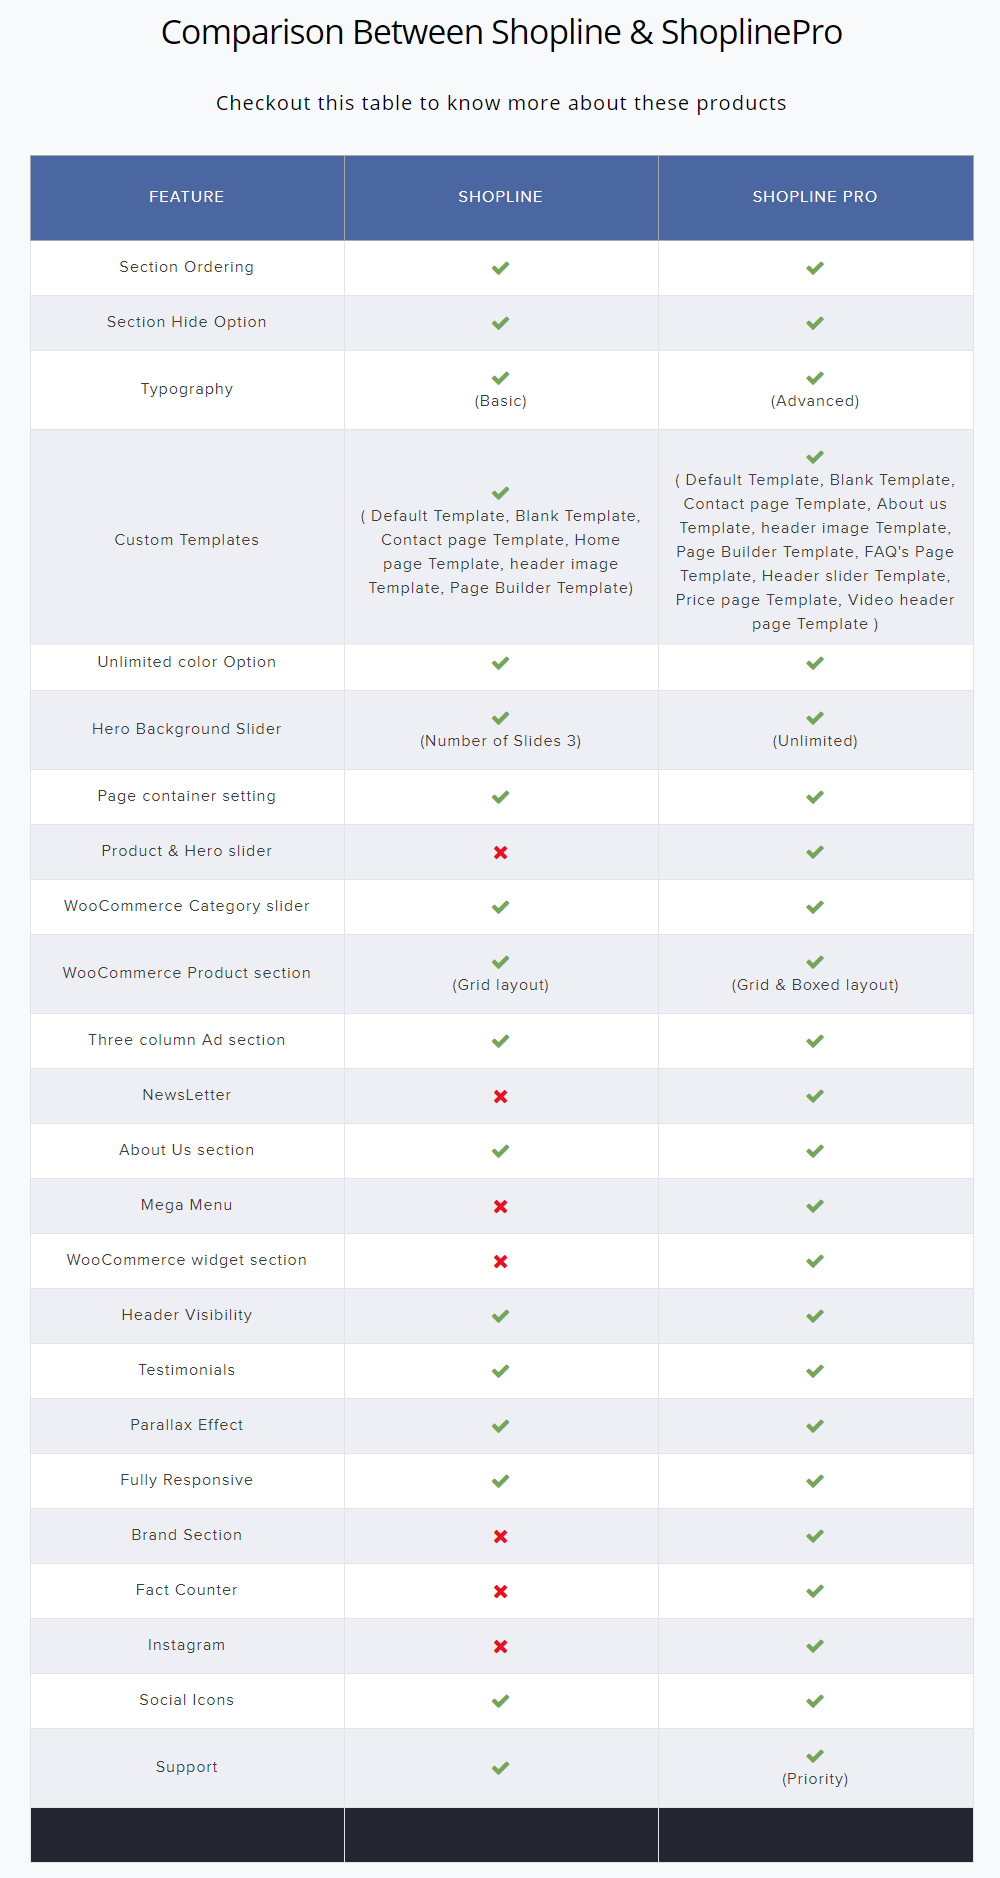 Comparison Between Shopline & ShoplinePro
Checkout this table to know more about these products
FEATURE
SHOPLINE
SHOPLINE PRO
Section Ordering
Section Hide Option
Typography
(Basic)
(Advanced)
Custom Templates
( Default Template, Blank Template,
Contact page Template, Home
page Template, header image
Template, Page Builder Template)
( Default Template, Blank Template,
Contact page Template, About us
Template, header image Template,
Page Builder Template, FAQ's Page
Template, Header slider Template,
Price page Template, Video header
page Template )
Unlimited color Option
Hero Background Slider
(Number of Slides 3)
(Unlimited)
Page container setting
Product & Hero slider
WooCommerce Category slider
WooCommerce Product section
(Grid layout)
(Grid & Boxed layout)
Three column Ad section
NewsLetter
About Us section
Mega Menu
WooCommerce widget section
Header Visibility
Testimonials
Parallax Effect
Fully Responsive
Brand Section
Fact Counter
Instagram
Social Icons
Support
(Priority)